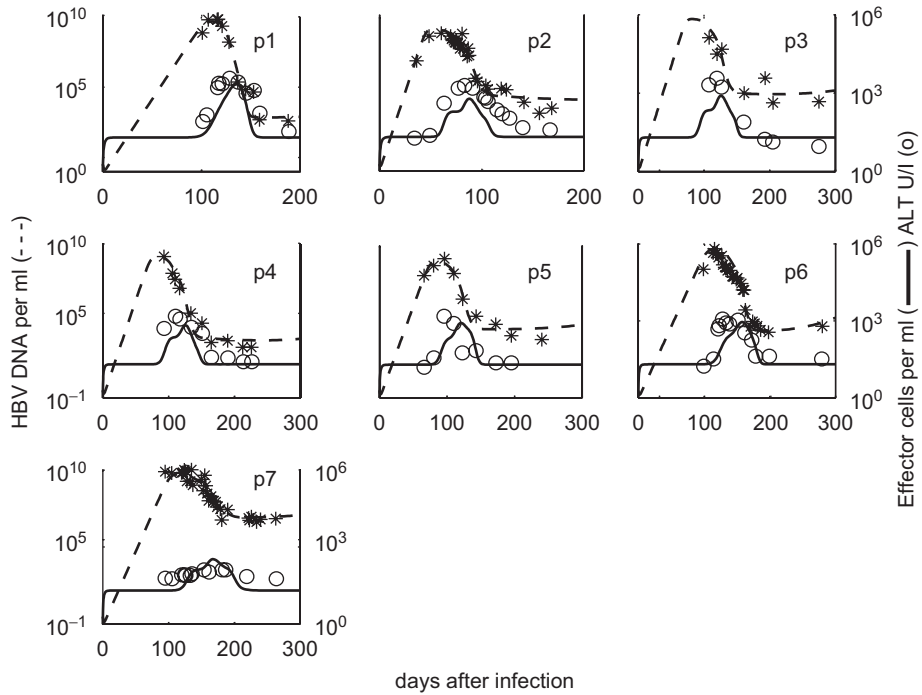 10^10
10^5
10^0
p1
0 100 200
p2
0 100 200
p3
0 100 200 300
10^6
10^3
10^0
10^10
10^5
10^−1
p4
0 100 200 300
p5
0 100 200 300
p6
0 100 200 300
10^6
10^3
10^0
10^10
10^5
10^−1
p7
0 100 200 300
10^6
10^3
10^0
HBV DNA per ml (- - -)
Effector cells per ml (—) ALT U/l (o)
days after infection